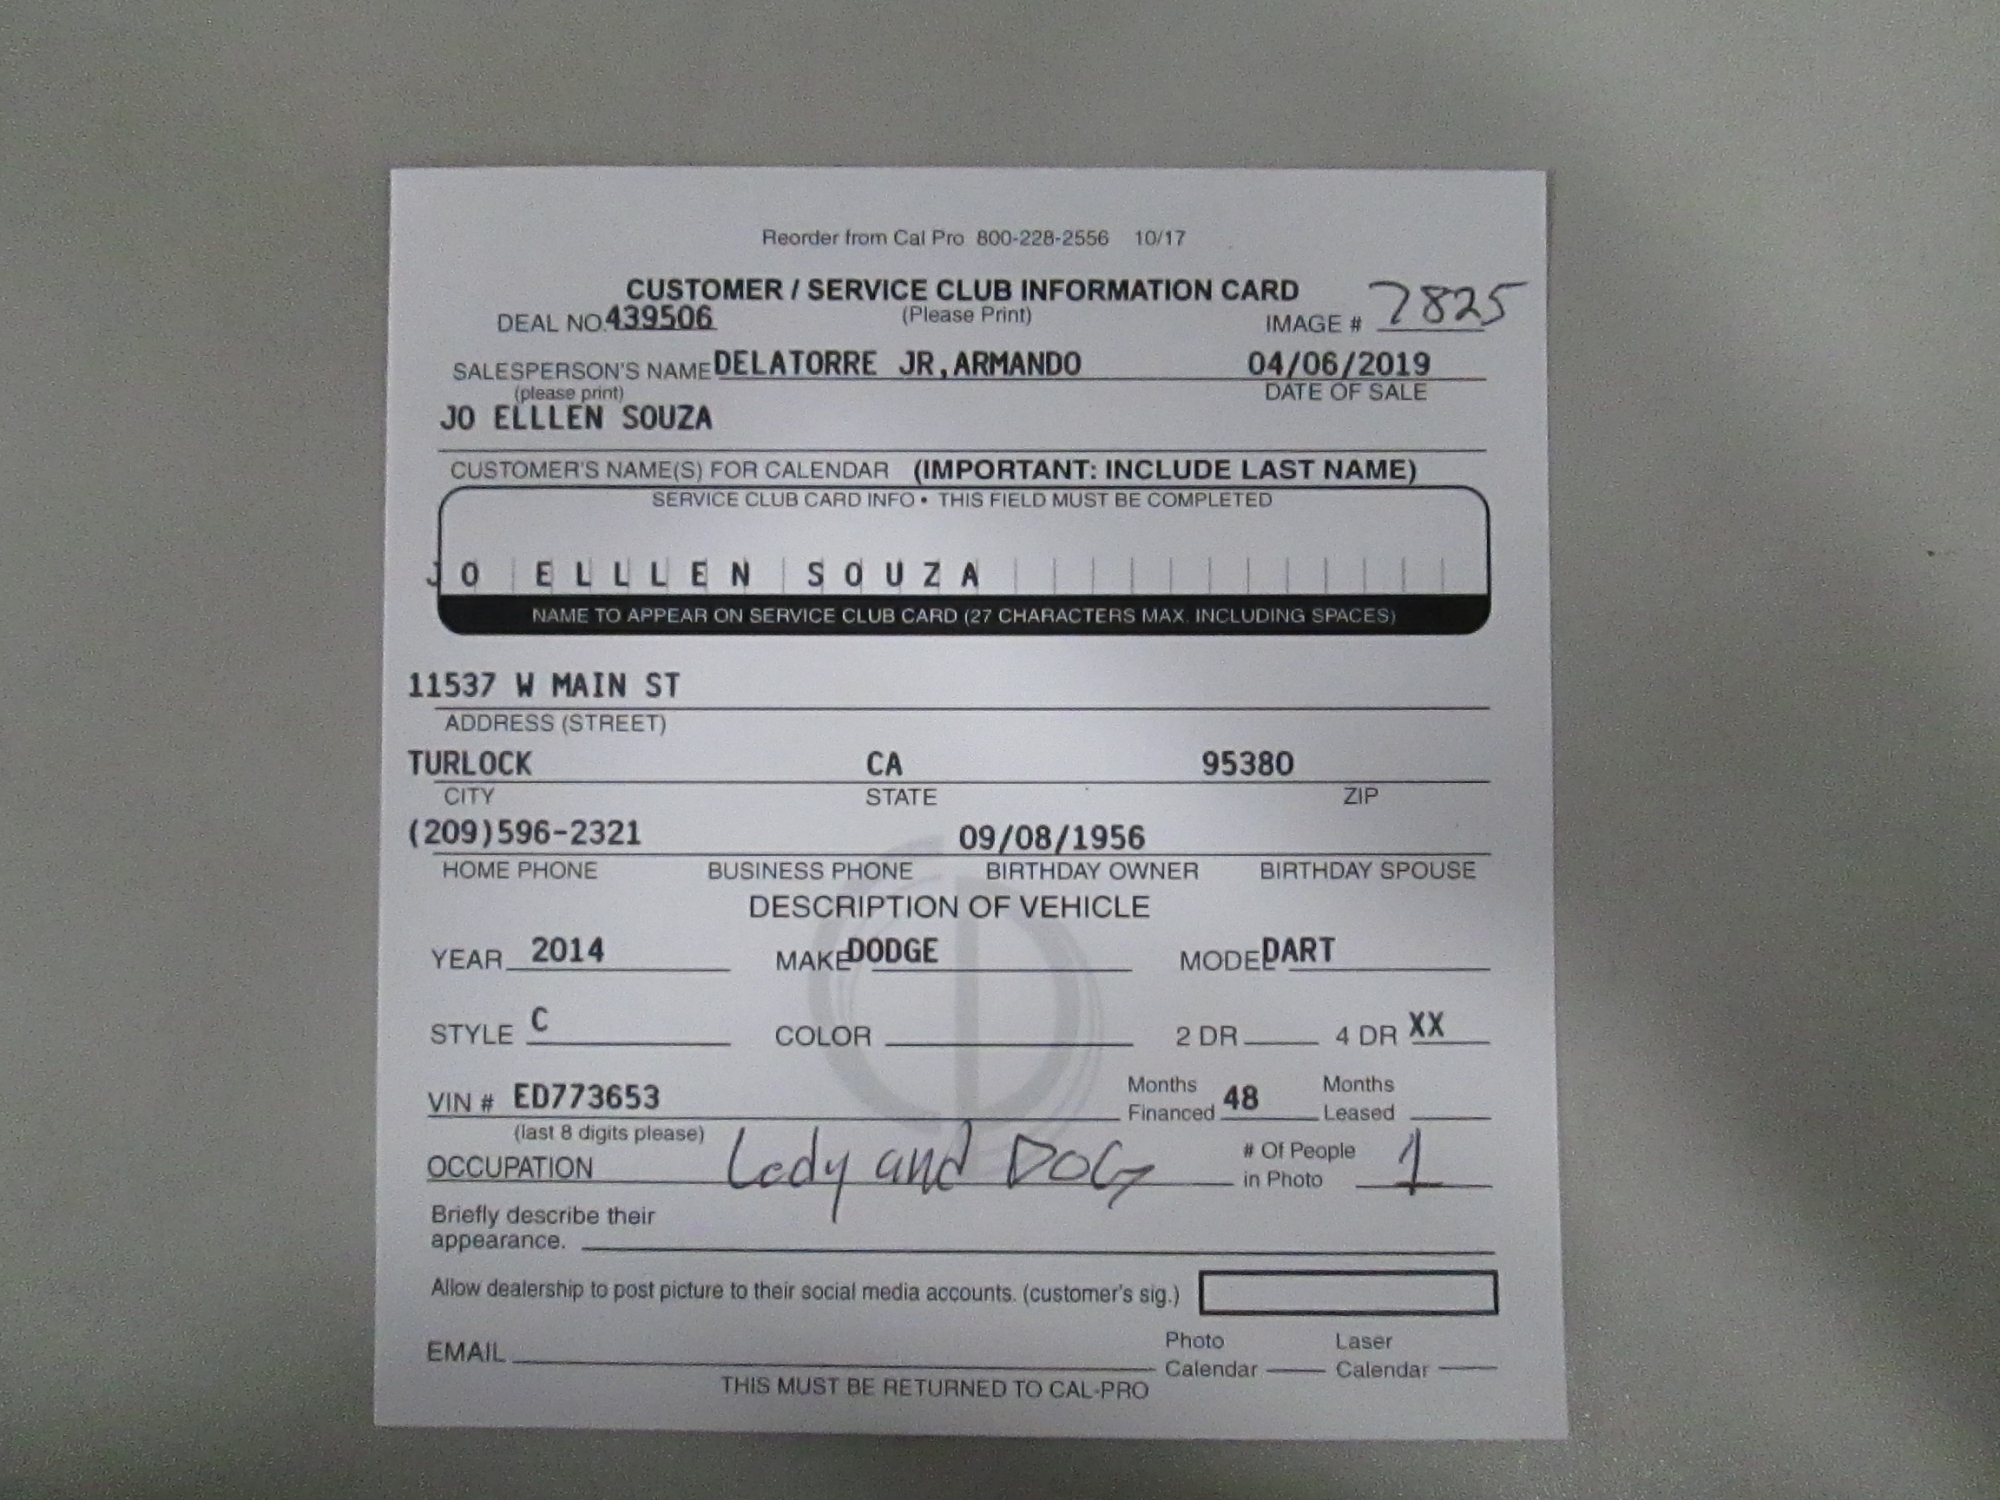 Reorder from Cal Pro 800-228-2556 10/17
CUSTOMER / SERVICE CLUB INFORMATION CARD
DEAL NO. 439506 (Please Print) IMAGE # 7825
SALESPERSON'S NAME DELATORRE JR,ARMANDO 04/06/2019
(please print) DATE OF SALE
JO ELLLEN SOUZA
CUSTOMER'S NAME(S) FOR CALENDAR (IMPORTANT: INCLUDE LAST NAME)
SERVICE CLUB CARD INFO • THIS FIELD MUST BE COMPLETED
JO ELLLEN SOUZA
NAME TO APPEAR ON SERVICE CLUB CARD (27 CHARACTERS MAX. INCLUDING SPACES)
11537 W MAIN ST
ADDRESS (STREET)
TURLOCK CA 95380
CITY STATE ZIP
(209)596-2321 09/08/1956
HOME PHONE BUSINESS PHONE BIRTHDAY OWNER BIRTHDAY SPOUSE
DESCRIPTION OF VEHICLE
YEAR 2014 MAKE DODGE MODEL DART
STYLE C COLOR 2 DR 4 DR XX
VIN # ED773653 Months Financed 48 Months Leased
(last 8 digits please)
OCCUPATION Lady and DOG # Of People in Photo 1
Briefly describe their
appearance.
Allow dealership to post picture to their social media accounts. (customer's sig.)
EMAIL Photo Calendar Laser Calendar
THIS MUST BE RETURNED TO CAL-PRO